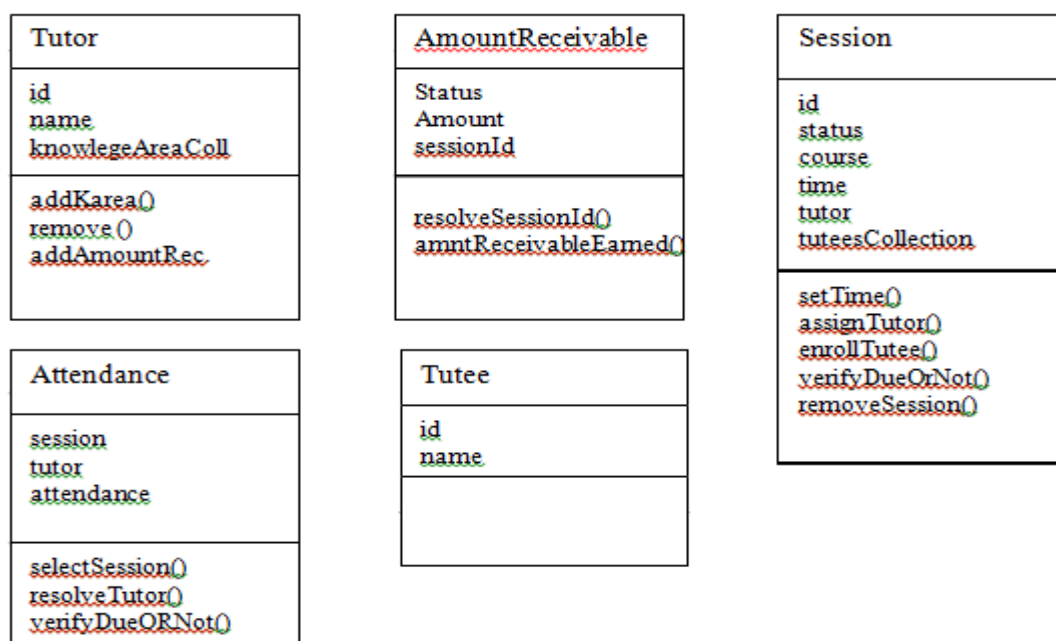 Tutor
id
name
knowlegeAreaColl
addKarea()
remove ()
addAmountRec
AmountReceivable
Status
Amount
sessionId
resolveSessionId()
amntReceivableEarned()
Session
id
status
course
time
tutor
tuteesCollection
setTime()
assignTutor()
enrollTutee()
verifyDueOrNot()
removeSession()
Attendance
session
tutor
attendance
selectSession()
resolveTutor()
verifyDueORNot()
Tutee
id
name